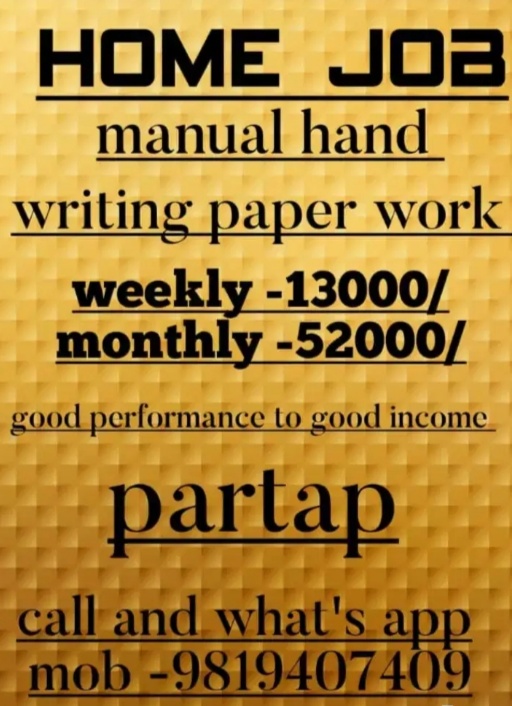 HOME JOB
manual hand
writing paper work
weekly -13000/
monthly -52000/
good performance to good income
partap
call and what's app
mob -9819407409